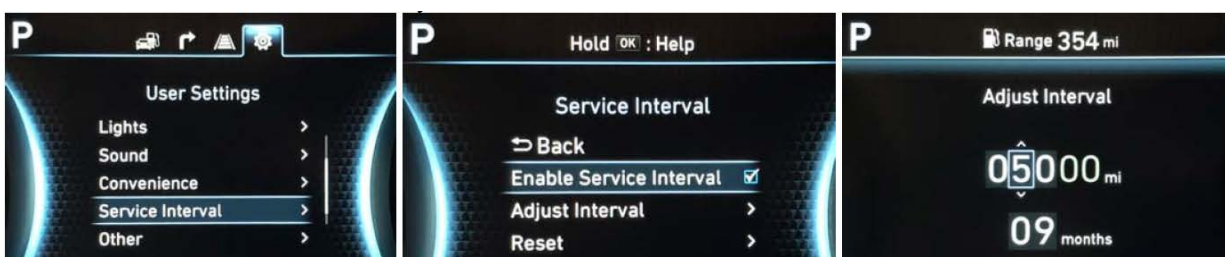 P
User Settings
Lights
Sound
Convenience
Service Interval
Other
P
Hold OK : Help
Service Interval
Back
Enable Service Interval
Adjust Interval
Reset
P
Range 354 mi
Adjust Interval
05000 mi
09 months